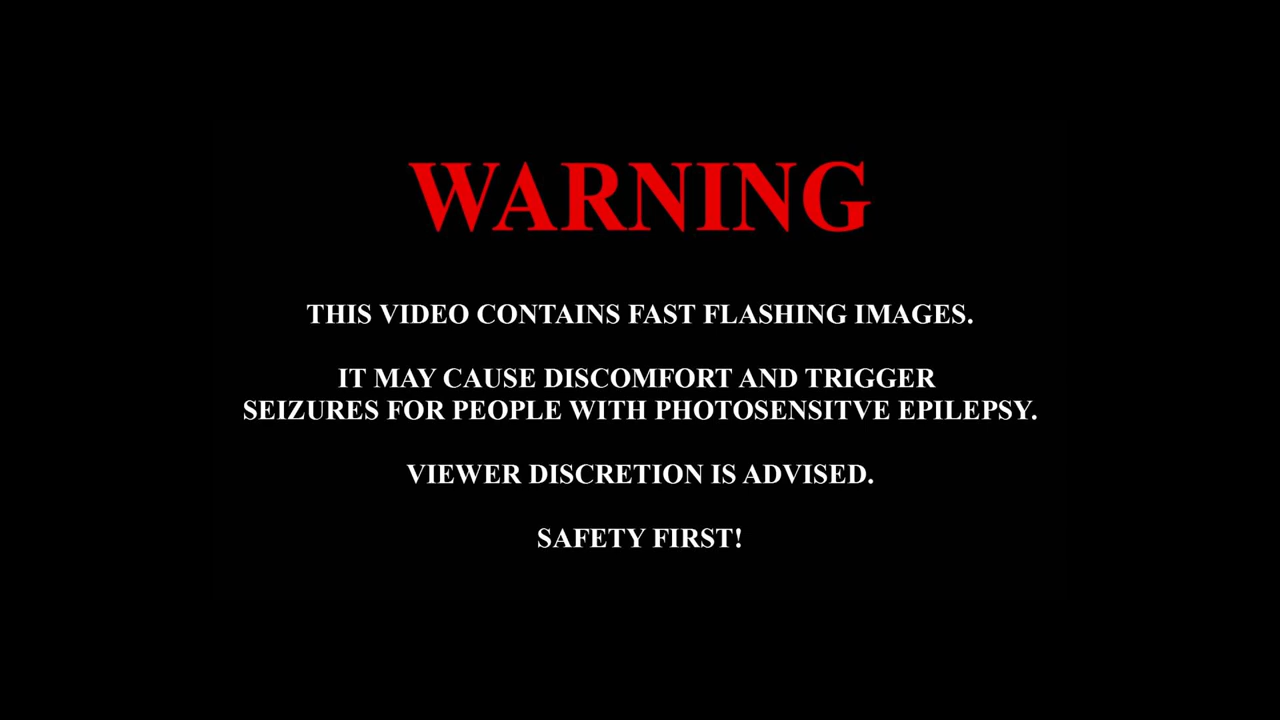 WARNING
THIS VIDEO CONTAINS FAST FLASHING IMAGES.
IT MAY CAUSE DISCOMFORT AND TRIGGER
SEIZURES FOR PEOPLE WITH PHOTOSENSITVE EPILEPSY.
VIEWER DISCRETION IS ADVISED.
SAFETY FIRST!